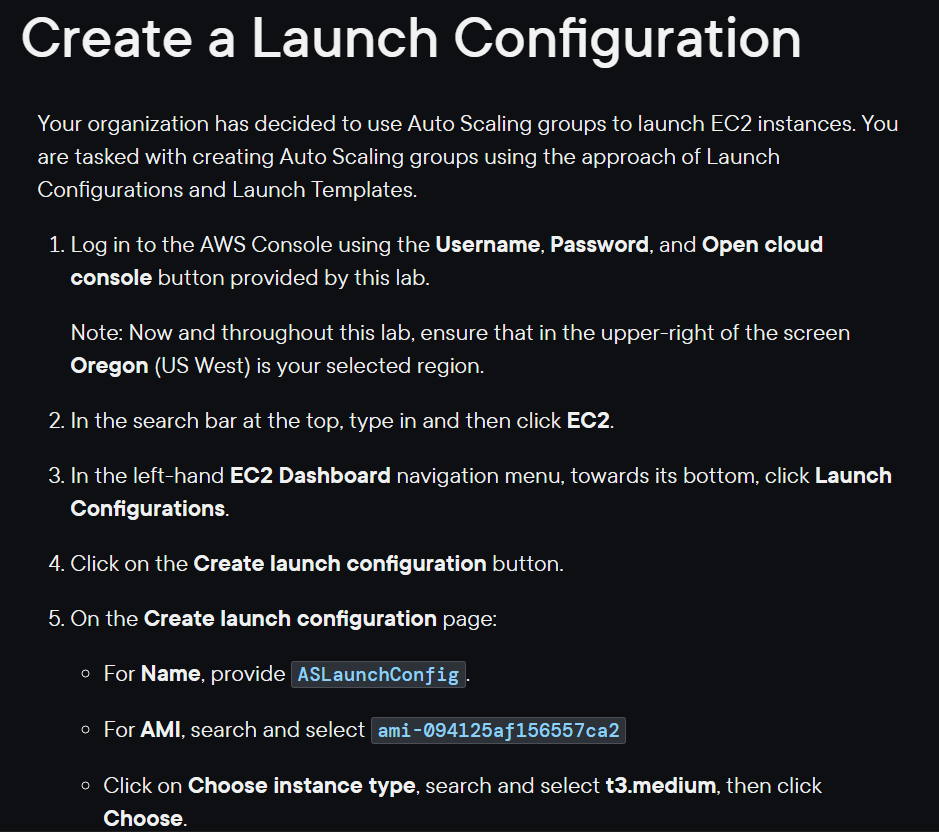 Create a Launch Configuration
Your organization has decided to use Auto Scaling groups to launch EC2 instances. You
are tasked with creating Auto Scaling groups using the approach of Launch
Configurations and Launch Templates.
1. Log in to the AWS Console using the Username, Password, and Open cloud
console button provided by this lab.
Note: Now and throughout this lab, ensure that in the upper-right of the screen
Oregon (US West) is your selected region.
2. In the search bar at the top, type in and then click EC2.
3. In the left-hand EC2 Dashboard navigation menu, towards its bottom, click Launch
Configurations.
4. Click on the Create launch configuration button.
5. On the Create launch configuration page:
◦ For Name, provide ASLaunchConfig.
◦ For AMI, search and select ami-094125af156557ca2
◦ Click on Choose instance type, search and select t3.medium, then click
Choose.